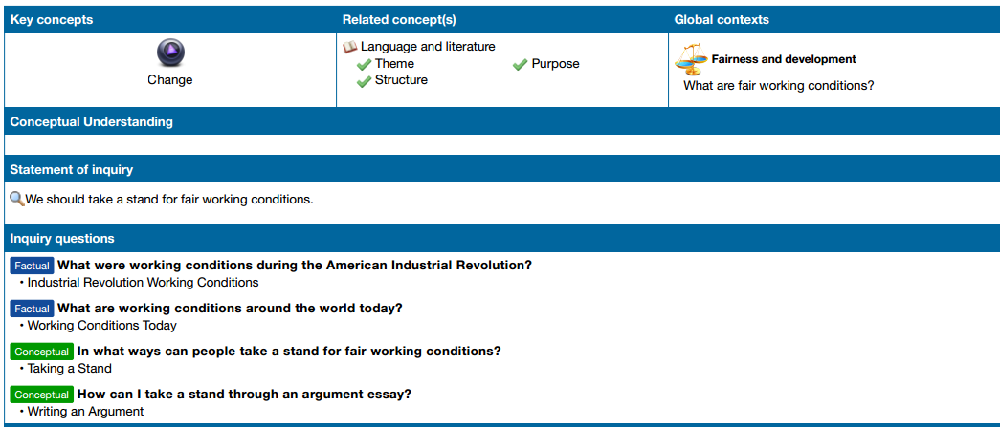 Key concepts
Related concept(s)
Global contexts
Change
Language and literature
Theme
Purpose
Structure
Fairness and development
What are fair working conditions?
Conceptual Understanding
Statement of inquiry
We should take a stand for fair working conditions.
Inquiry questions
Factual What were working conditions during the American Industrial Revolution?
• Industrial Revolution Working Conditions
Factual What are working conditions around the world today?
• Working Conditions Today
Conceptual In what ways can people take a stand for fair working conditions?
• Taking a Stand
Conceptual How can I take a stand through an argument essay?
• Writing an Argument